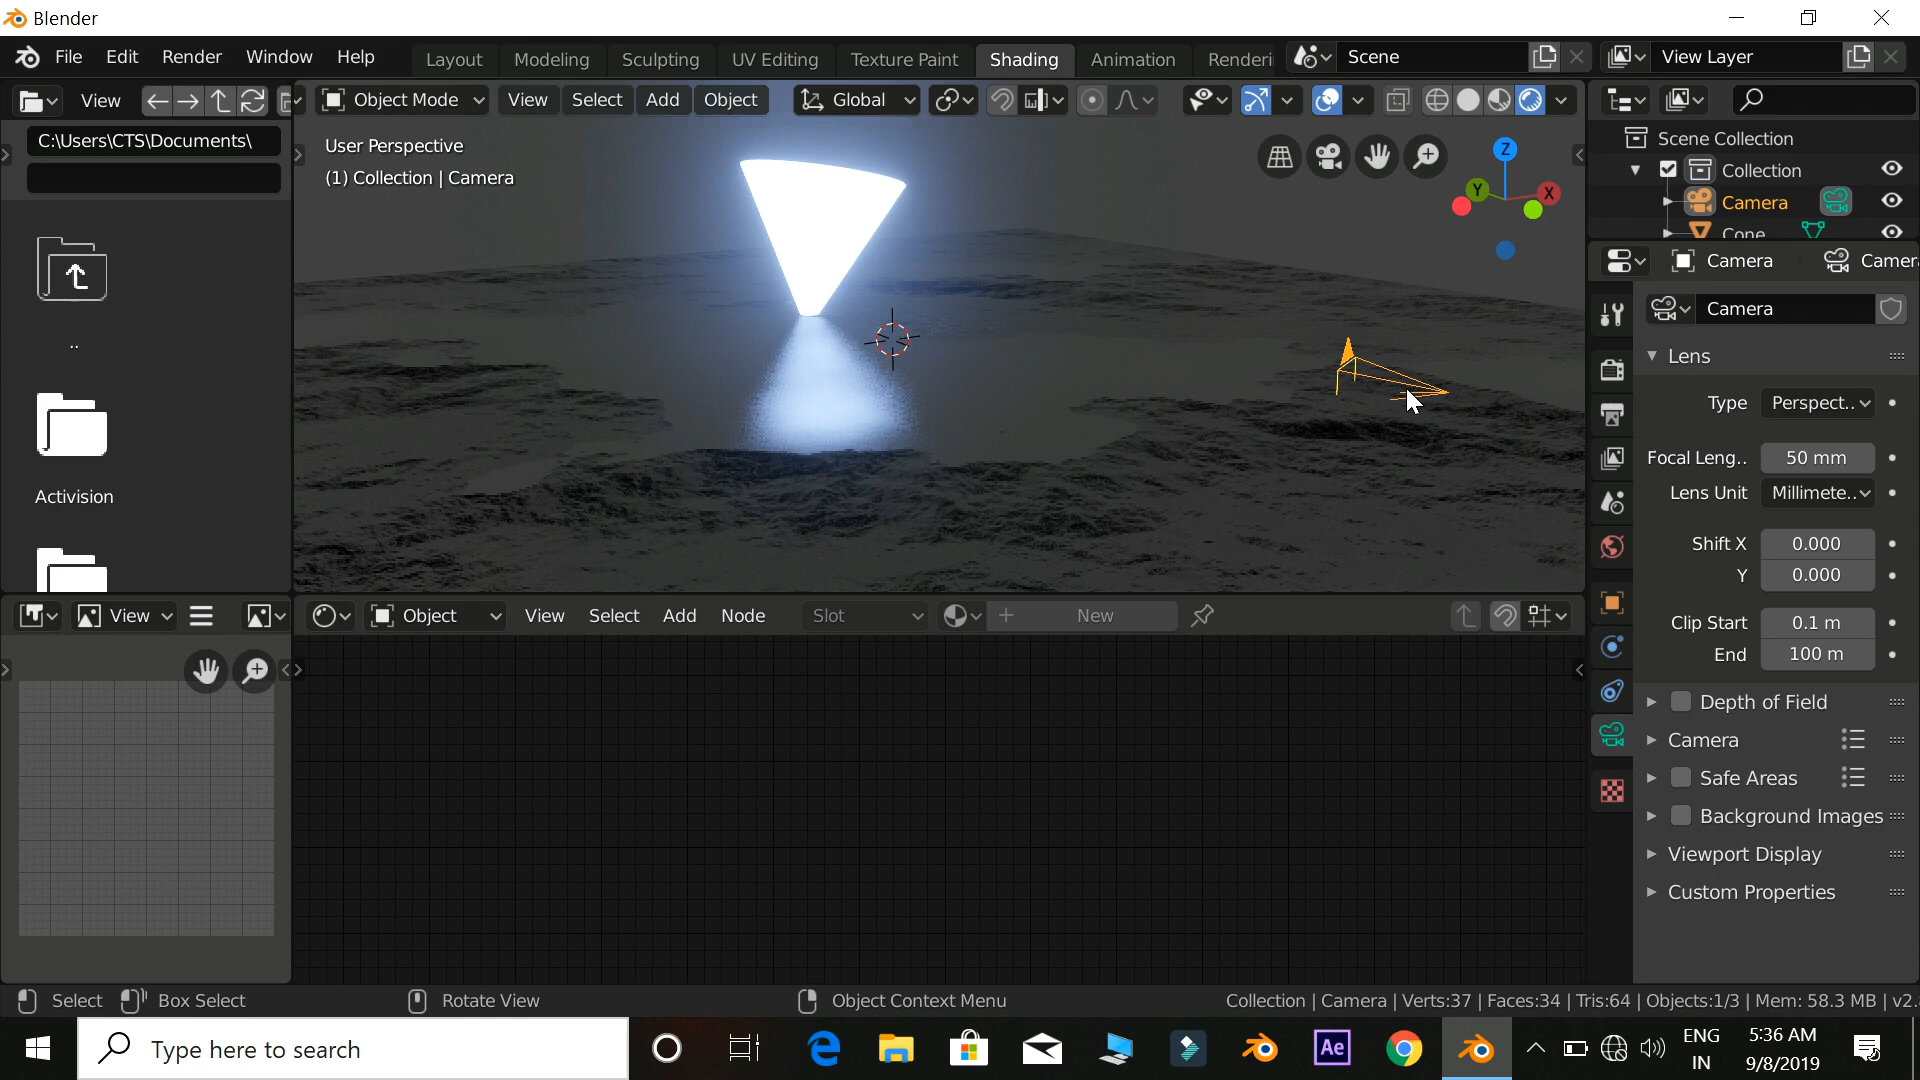 Blender
File Edit Render Window Help
Layout Modeling Sculpting UV Editing Texture Paint Shading Animation Renderi
Scene
View Layer
View
Object Mode View Select Add Object Global
C:\Users\CTS\Documents\
User Perspective
(1) Collection | Camera
Z
Y
X
Scene Collection
Collection
Camera
Cone
Camera Camer
Camera
Lens
Type Perspect..
Focal Leng.. 50 mm
Lens Unit Millimete..
Shift X 0.000
Y 0.000
Clip Start 0.1 m
End 100 m
Depth of Field
Camera
Safe Areas
Background Images
Viewport Display
Custom Properties
..
Activision
View
Object View Select Add Node Slot New
Select Box Select Rotate View Object Context Menu
Collection | Camera | Verts:37 | Faces:34 | Tris:64 | Objects:1/3 | Mem: 58.3 MB | v2.
Type here to search
Ae
ENG
IN
5:36 AM
9/8/2019